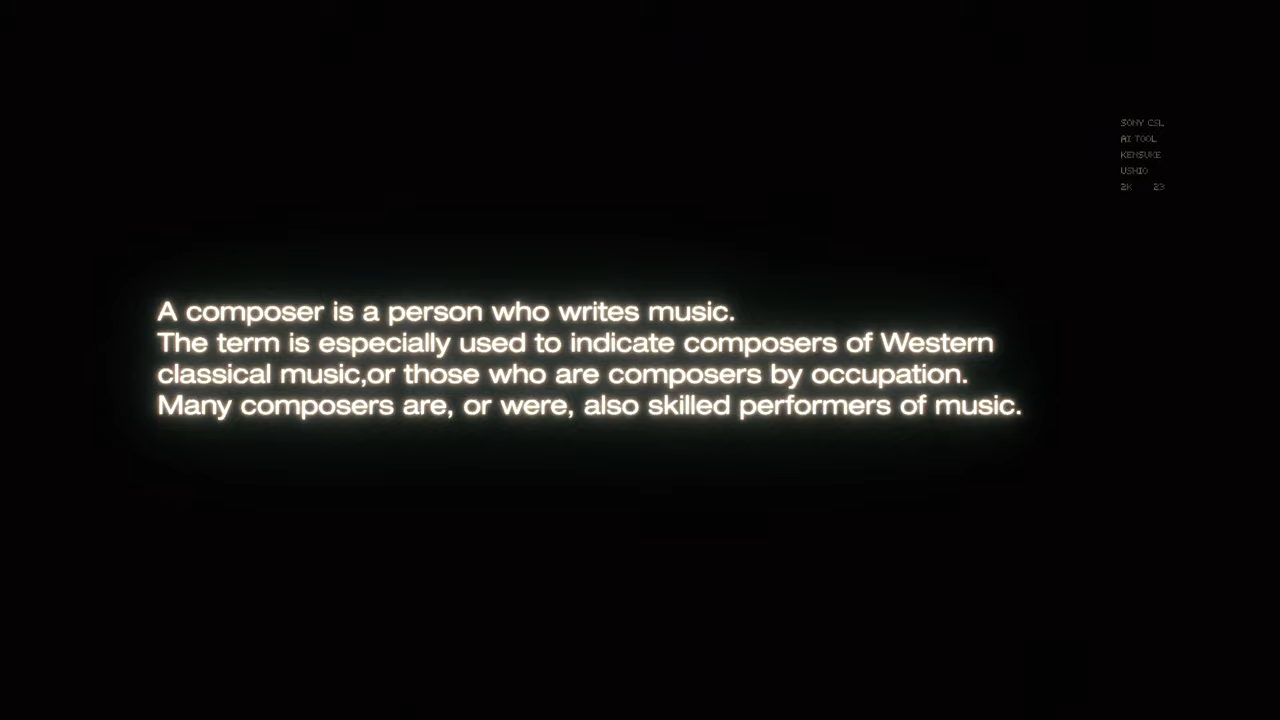 SONY CSL
AI TOOL
KENSUKE
USHIO
2K 23
A composer is a person who writes music.
The term is especially used to indicate composers of Western
classical music,or those who are composers by occupation.
Many composers are, or were, also skilled performers of music.